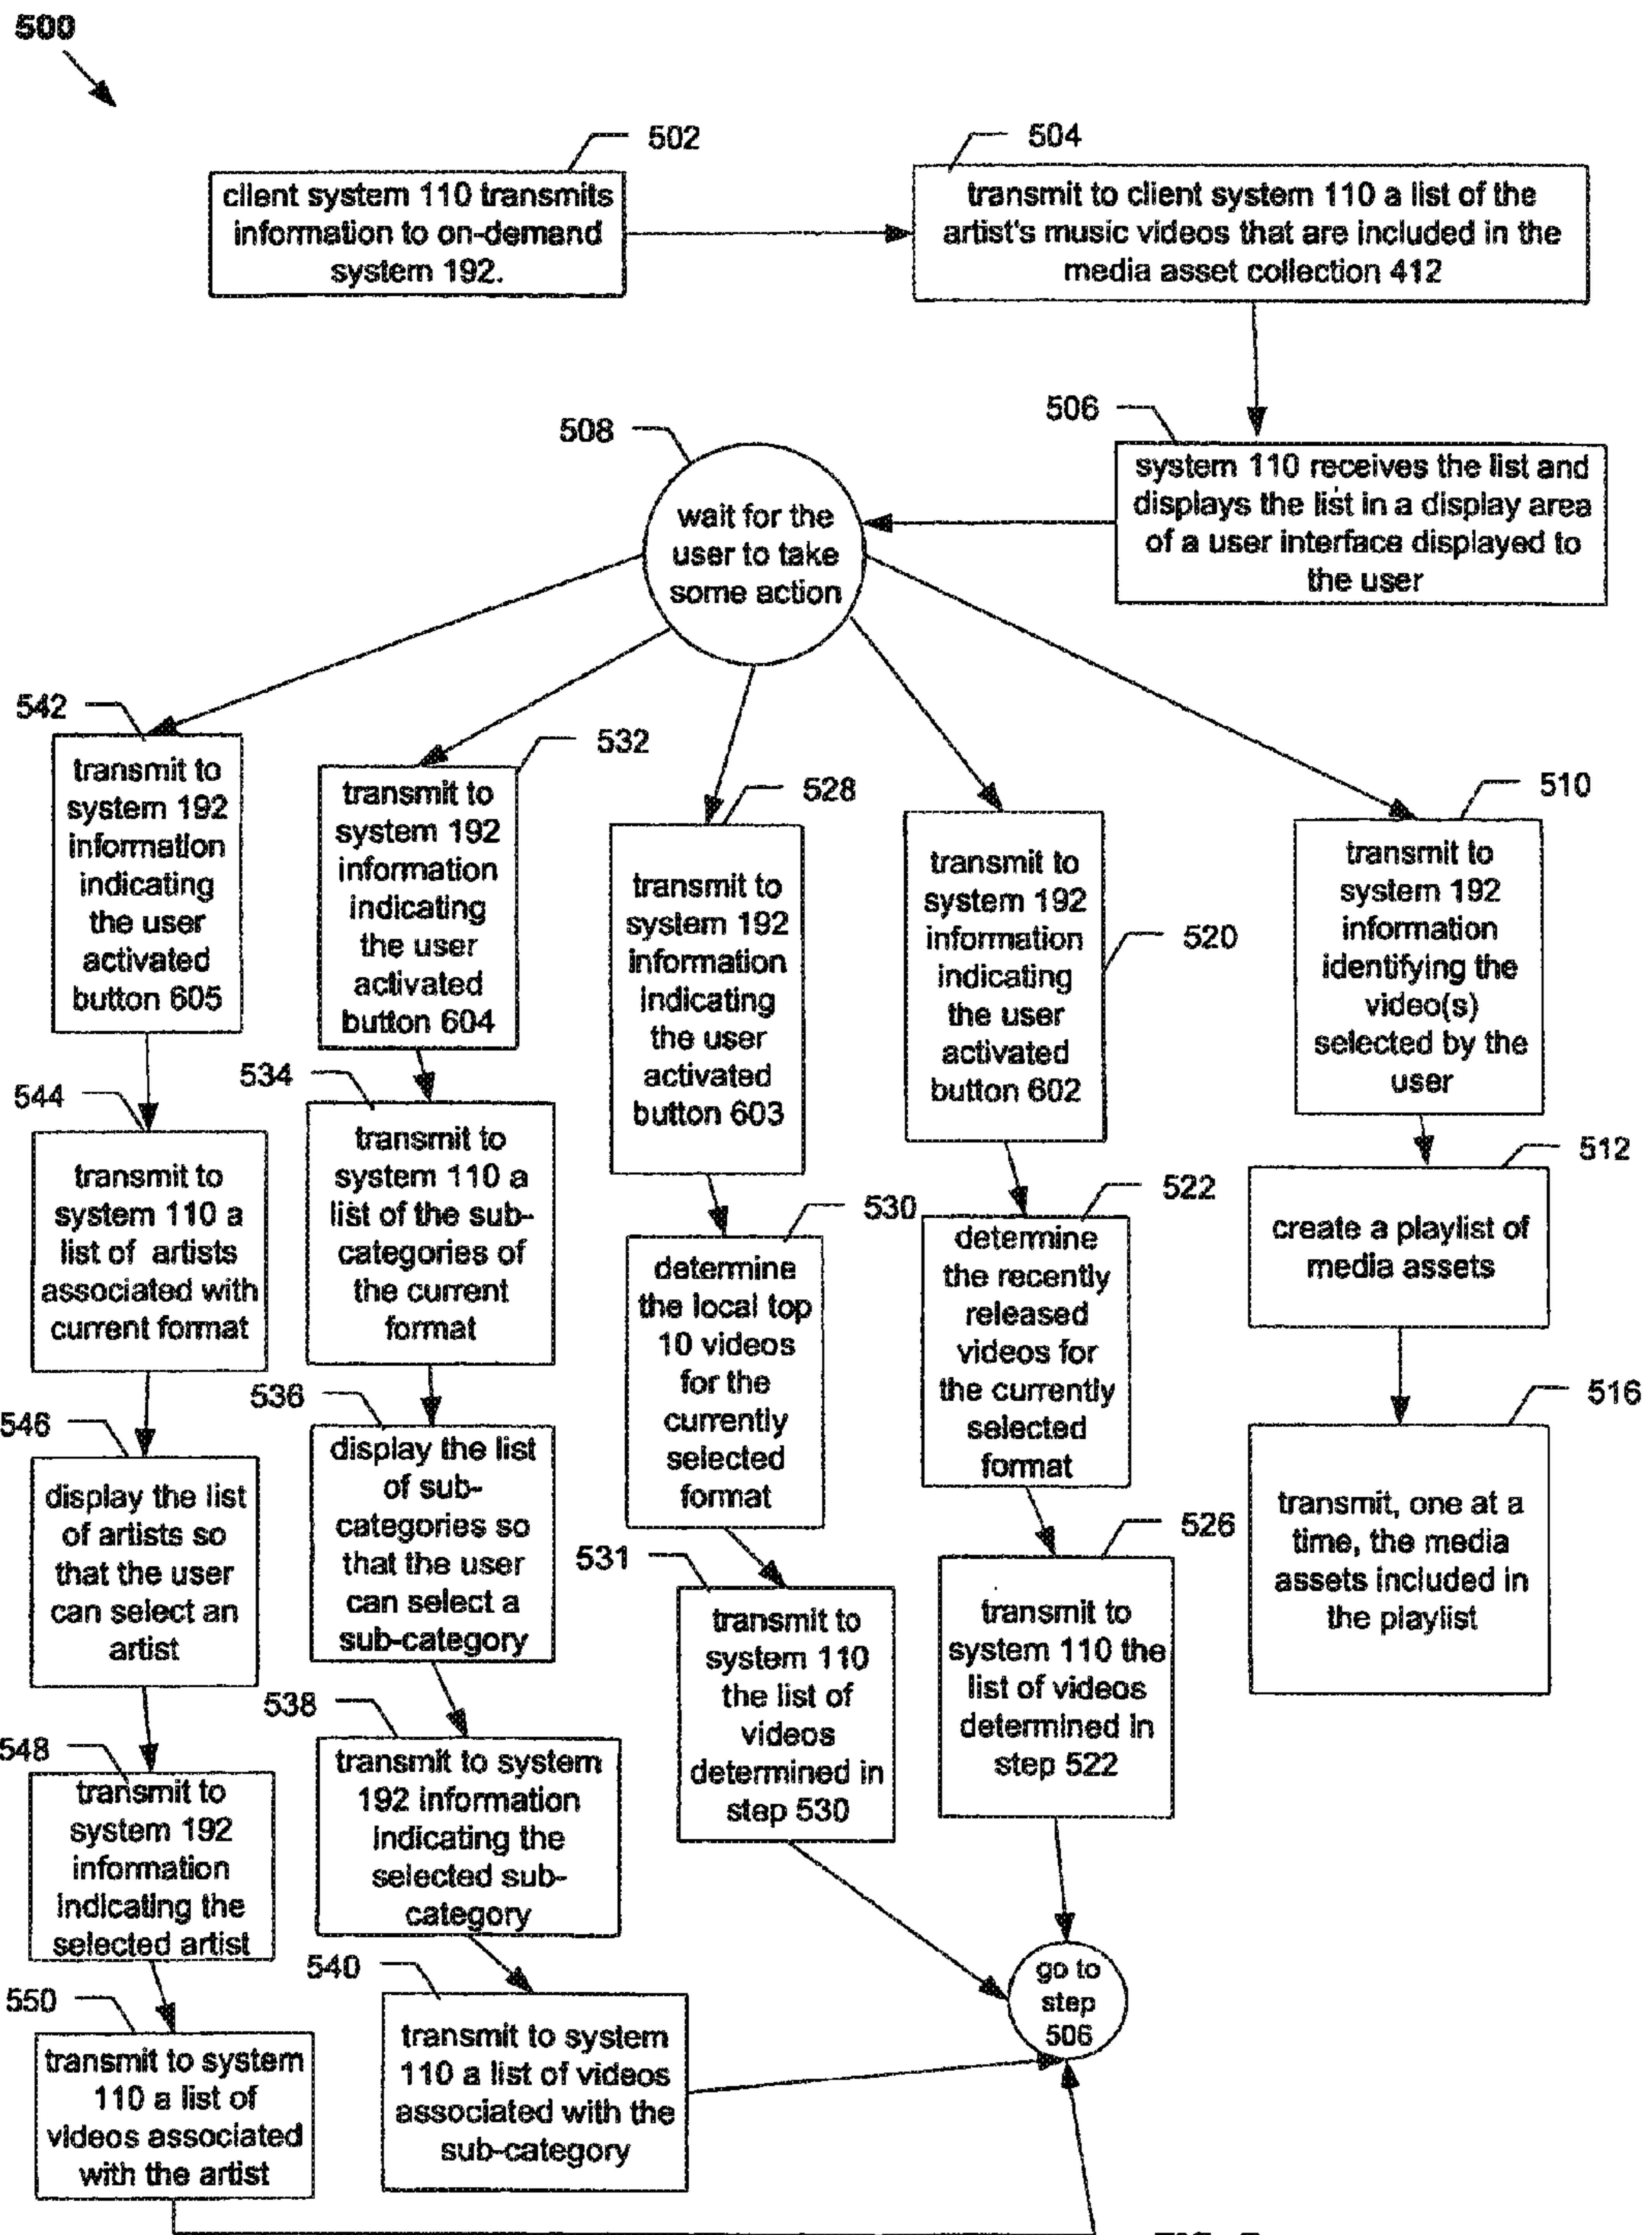 500
502
client system 110 transmits
information to on-demand
system 192.
504
transmit to client system 110 a list of the
artist's music videos that are included in the
media asset collection 412
506
system 110 receives the list and
displays the list in a display area
of a user interface displayed to
the user
508
wait for the
user to take
some action
542
transmit to
system 192
information
indicating
the user
activated
button 605
544
transmit to
system 110 a
list of artists
associated with
current format
546
display the list
of artists so
that the user
can select an
artist
548
transmit to
system 192
information
indicating the
selected artist
550
transmit to system
110 a list of
videos associated
with the artist
532
transmit to
system 192
information
indicating
the user
activated
button 604
534
transmit to
system 110 a
list of the sub-
categories of
the current
format
536
display the list
of sub-
categories so
that the user
can select a
sub-category
538
transmit to system
192 information
indicating the
selected sub-
category
540
transmit to system
110 a list of videos
associated with the
sub-category
528
transmit to
system 192
information
indicating
the user
activated
button 603
530
determine
the local top
10 videos
for the
currently
selected
format
531
transmit to
system 110
the list of
videos
determined in
step 530
520
transmit to
system 192
information
indicating
the user
activated
button 602
522
determine
the recently
released
videos for
the currently
selected
format
526
transmit to
system 110 the
list of videos
determined in
step 522
go to
step
506
510
transmit to
system 192
information
identifying the
video(s)
selected by the
user
512
create a playlist of
media assets
516
transmit, one at a
time, the media
assets included in
the playlist